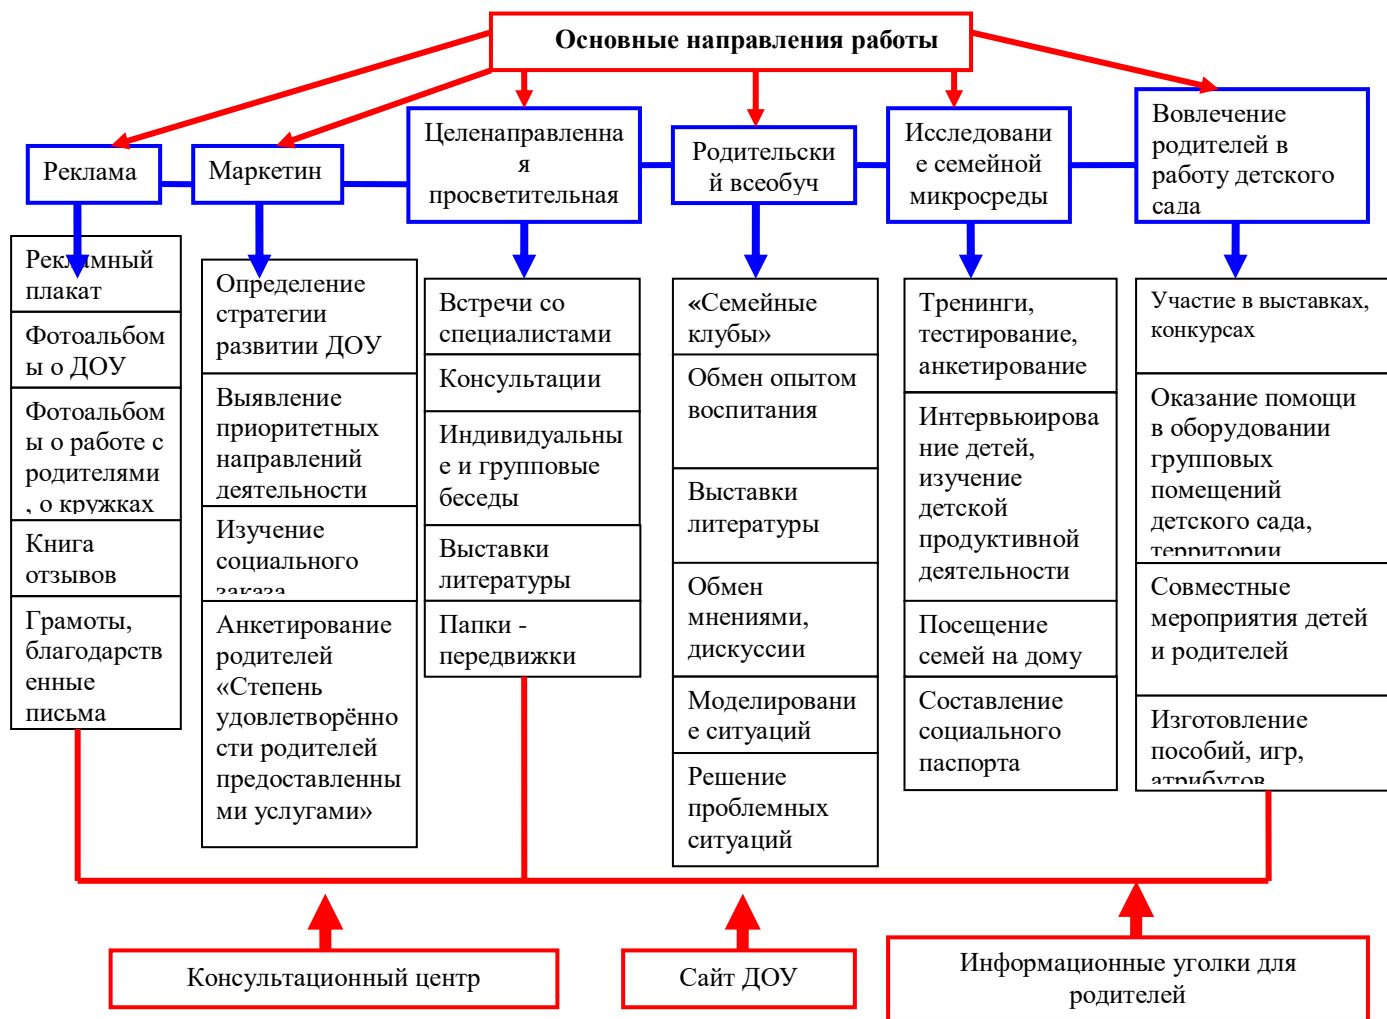 Основные направления работы
Реклама
Маркетин
Целенаправленна
я
просветительная
Родительски
й всеобуч
Исследовани
е семейной
микросреды
Вовлечение
родителей в
работу детского
сада
Рекламный
плакат
Фотоальбом
ы о ДОУ
Фотоальбом
ы о работе с
родителями
, о кружках
Книга
отзывов
Грамоты,
благодарств
енные
письма
Определение
стратегии
развитии ДОУ
Выявление
приоритетных
направлений
деятельности
Изучение
социального
заказа
Анкетирование
родителей
«Степень
удовлетворённо
сти родителей
предоставленны
ми услугами»
Встречи со
специалистами
Консультации
Индивидуальны
е и групповые
беседы
Выставки
литературы
Папки -
передвижки
«Семейные
клубы»
Обмен опытом
воспитания
Выставки
литературы
Обмен
мнениями,
дискуссии
Моделировани
е ситуаций
Решение
проблемных
ситуаций
Тренинги,
тестирование,
анкетирование
Интервьюирова
ние детей,
изучение
детской
продуктивной
деятельности
Посещение
семей на дому
Составление
социального
паспорта
Участие в выставках,
конкурсах
Оказание помощи
в оборудовании
групповых
помещений
детского сада,
территории
Совместные
мероприятия детей
и родителей
Изготовление
пособий, игр,
атрибутов
Консультационный центр
Сайт ДОУ
Информационные уголки для
родителей